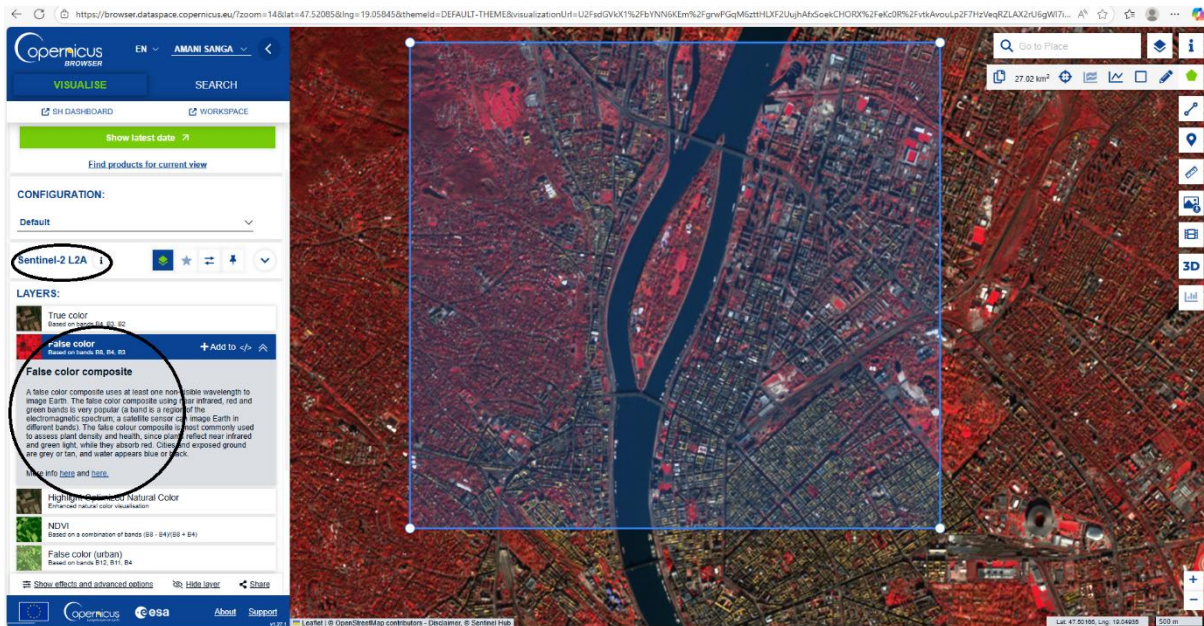 https://browser.dataspace.copernicus.eu/?zoom=14&lat=47.52085&lng=19.05845&themeId=DEFAULT-THEME&visualizationUrl=
opernicus
BROWSER
EN
AMANI SANGA
VISUALISE
SEARCH
SH DASHBOARD
WORKSPACE
Show latest date
Find products for current view
CONFIGURATION:
Default
Sentinel-2 L2A
LAYERS:
True color
Based on bands B4, B3, B2
False color
Based on bands B8, B4, B3
Add to </>
False color composite
A false color composite uses at least one non-visible wavelength to
image Earth. The false color composite using near infrared, red and
green bands is very popular (a band is a region of the
electromagnetic spectrum; a satellite sensor can image Earth in
different bands). The false colour composite is most commonly used
to assess plant density and health, since plants reflect near infrared
and green light, while they absorb red. Cities and exposed ground
are grey or tan, and water appears blue or black.
More info here and here.
Highlight Optimized Natural Color
Enhanced natural color visualisation
NDVI
Based on a combination of bands (B8 - B4)/(B8 + B4)
False color (urban)
Based on bands B12, B11, B4
Show effects and advanced options
Hide layer
Share
opernicus
esa
About
Support
Go to Place
27.02 km²
3D
Leaflet | © OpenStreetMap contributors - Disclaimer, © Sentinel Hub
Lat: 47.50166, Lng: 19.04935
500 m